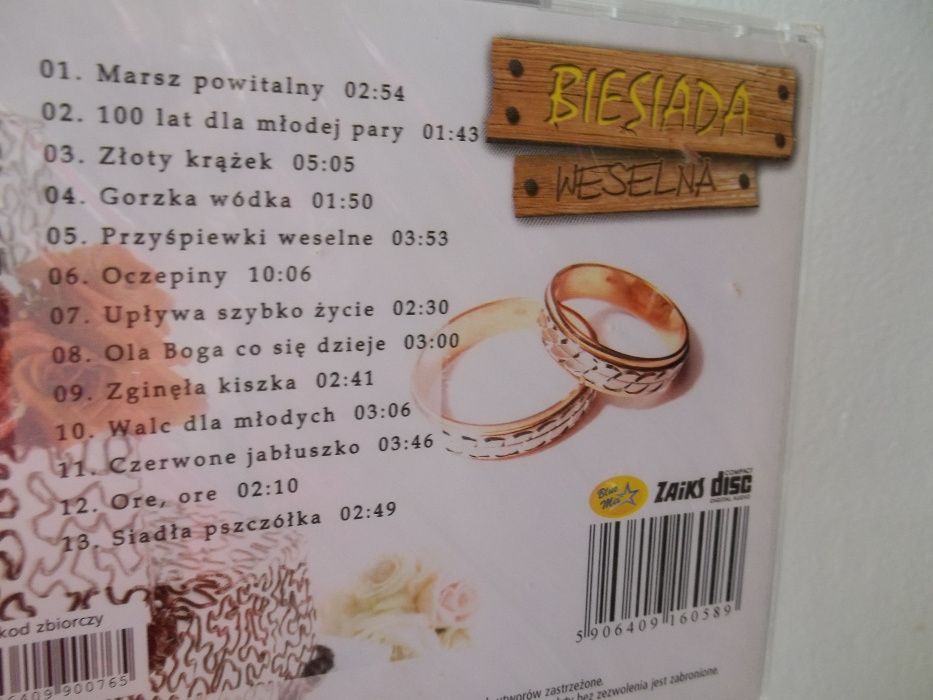 01. Marsz powitalny 02:54
02. 100 lat dla młodej pary 01:43
03. Złoty krążek 05:05
04. Gorzka wódka 01:50
05. Przyśpiewki weselne 03:53
06. Oczepiny 10:06
07. Upływa szybko życie 02:30
08. Ola Boga co się dzieje 03:00
09. Zginęła kiszka 02:41
10. Walc dla młodych 03:06
11. Czerwone jabłuszko 03:46
12. Ore, ore 02:10
13. Siadła pszczółka 02:49
BIESIADA
WESELNA
Blue
ZAiKS
COMPACT
disc
DIGITAL AUDIO
5 906409 160589
kod zbiorczy
6409 900765
utworów zastrzeżone.
bez zezwolenia jest zabronione.